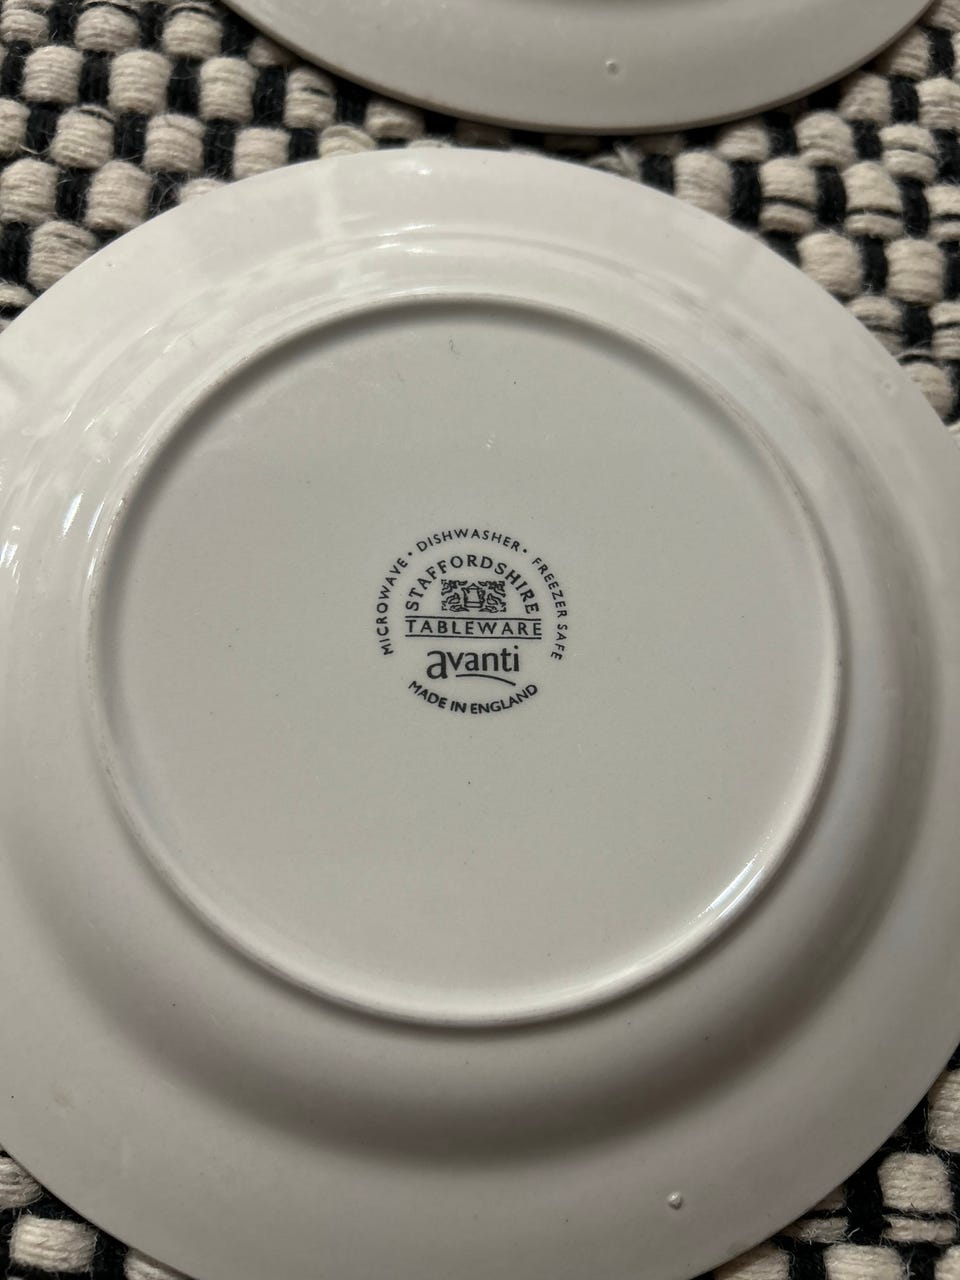 MICROWAVE • DISHWASHER • FREEZER SAFE
STAFFORDSHIRE
TABLEWARE
avanti
MADE IN ENGLAND